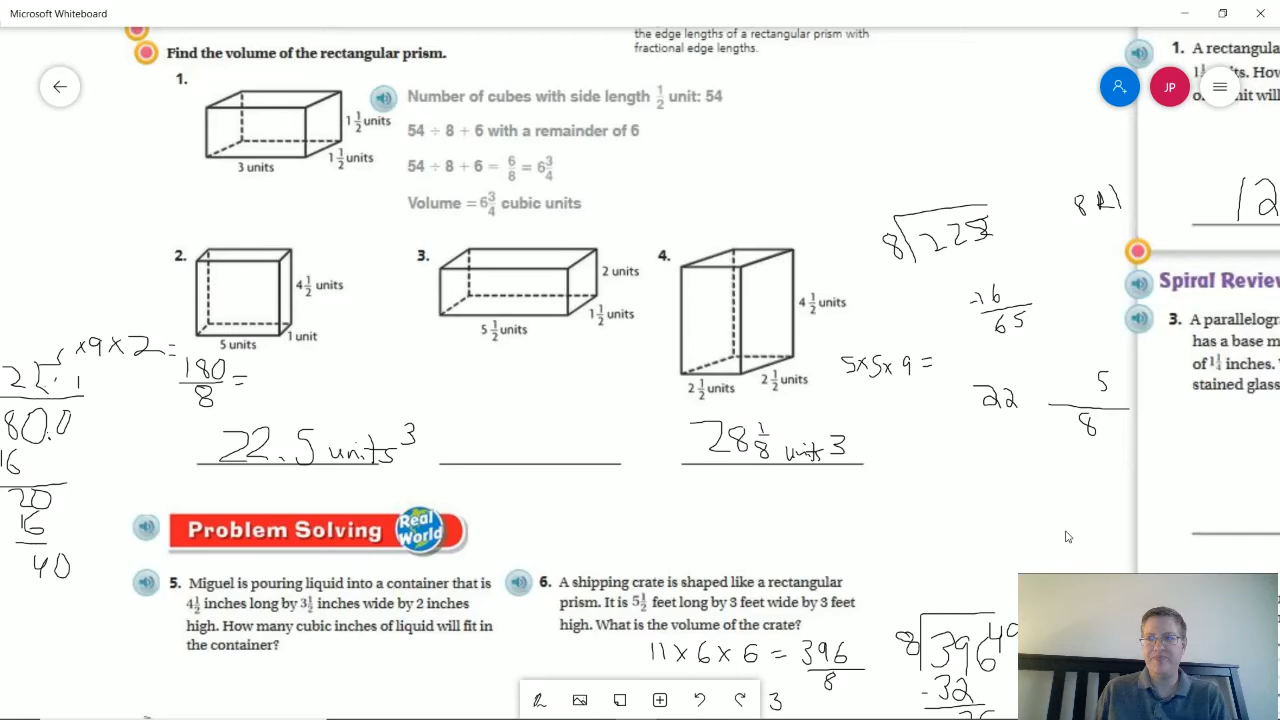 Microsoft Whiteboard
the edge lengths of a rectangular prism with
fractional edge lengths.
Find the volume of the rectangular prism.
1.
1 1/2 units
1 1/2 units
3 units
Number of cubes with side length 1/2 unit: 54
54 ÷ 8 + 6 with a remainder of 6
54 ÷ 8 + 6 = 6/8 = 6 3/4
Volume = 6 3/4 cubic units
2.
4 1/2 units
1 unit
5 units
×9×2=
180/8 =
22.5 units 3
3.
2 units
1 1/2 units
5 1/2 units
4.
4 1/2 units
2 1/2 units
2 1/2 units
5×5×9=
28 1/8 units 3
80.0
16
20
16
40
8
16
65
22
5/8
8 R1
Problem Solving
Real World
5. Miguel is pouring liquid into a container that is
4 1/2 inches long by 3 1/2 inches wide by 2 inches
high. How many cubic inches of liquid will fit in
the container?
6. A shipping crate is shaped like a rectangular
prism. It is 5 1/2 feet long by 3 feet wide by 3 feet
high. What is the volume of the crate?
11 × 6 × 6 = 396/8
3
8 396
-32
JP
1. A rectangula
12
Spiral Review
3. A parallelogra
has a base m
of 1 1/4 inches.
stained glass